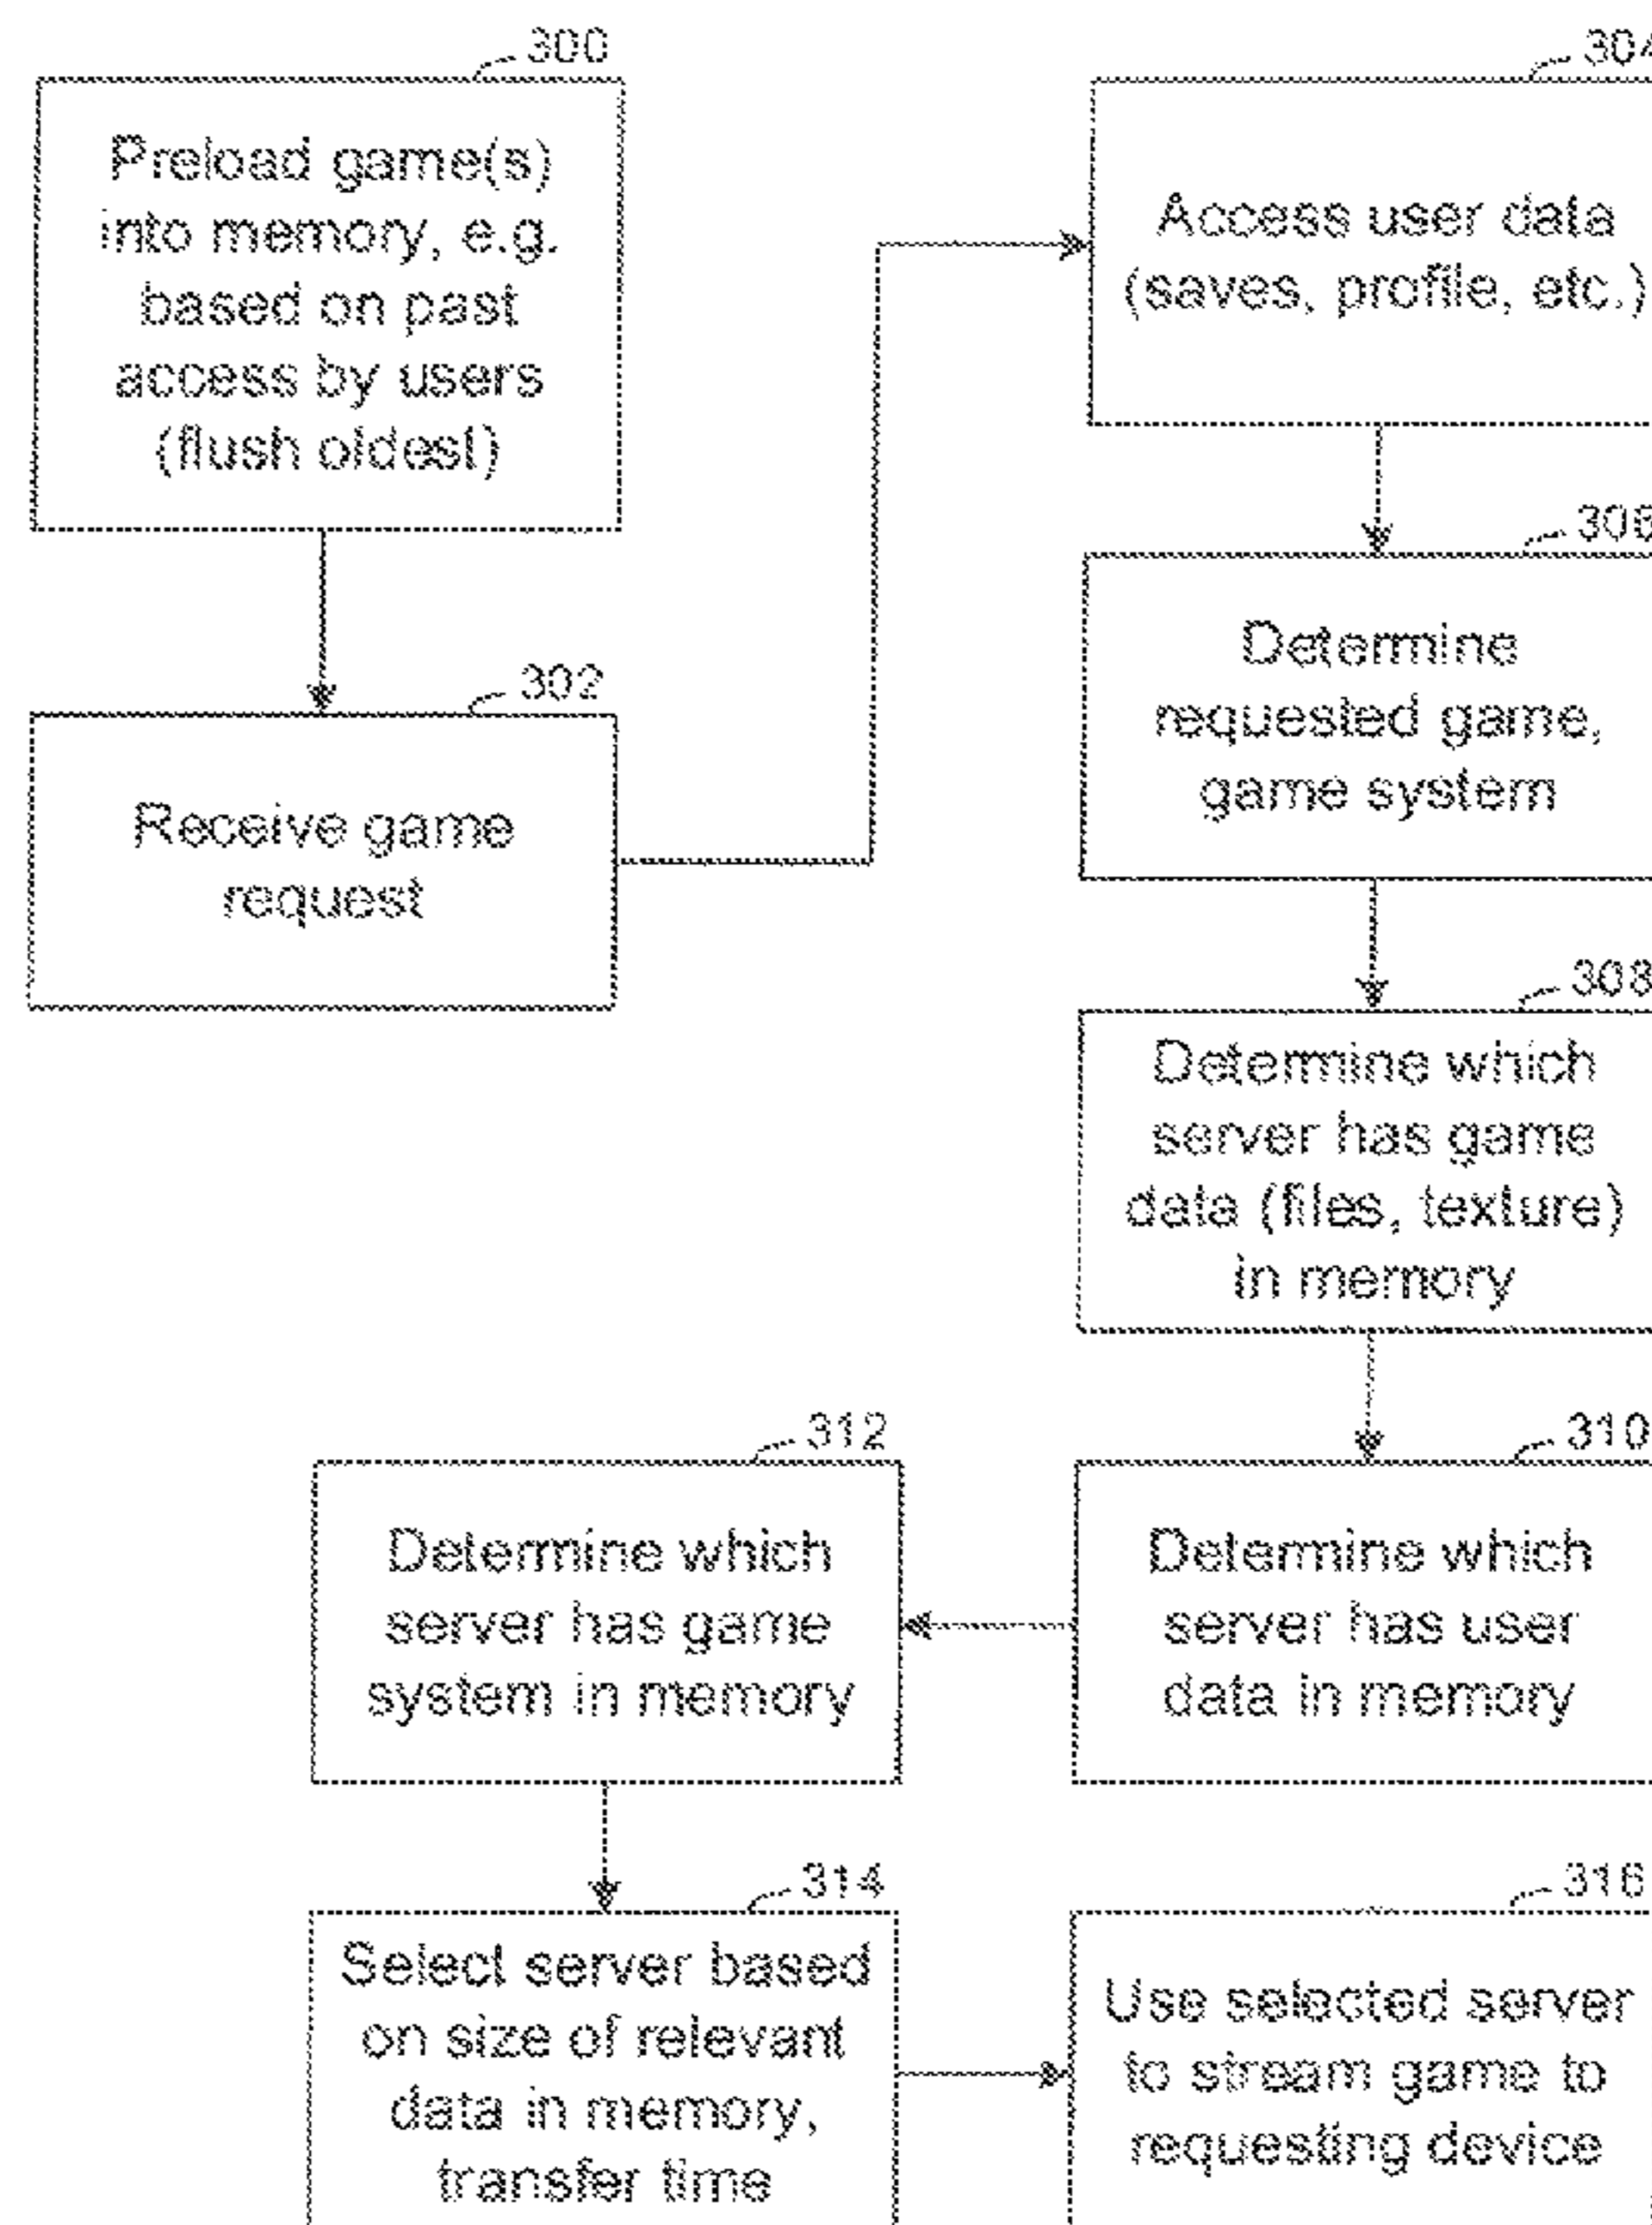 300
Preload game(s)
into memory, e.g.
based on past
access by users
(flush oldest)
302
Receive game
request
304
Access user data
(saves, profile, etc.)
306
Determine
requested game,
game system
308
Determine which
server has game
data (files, texture)
in memory
310
Determine which
server has user
data in memory
312
Determine which
server has game
system in memory
314
Select server based
on size of relevant
data in memory,
transfer time
316
Use selected server
to stream game to
requesting device